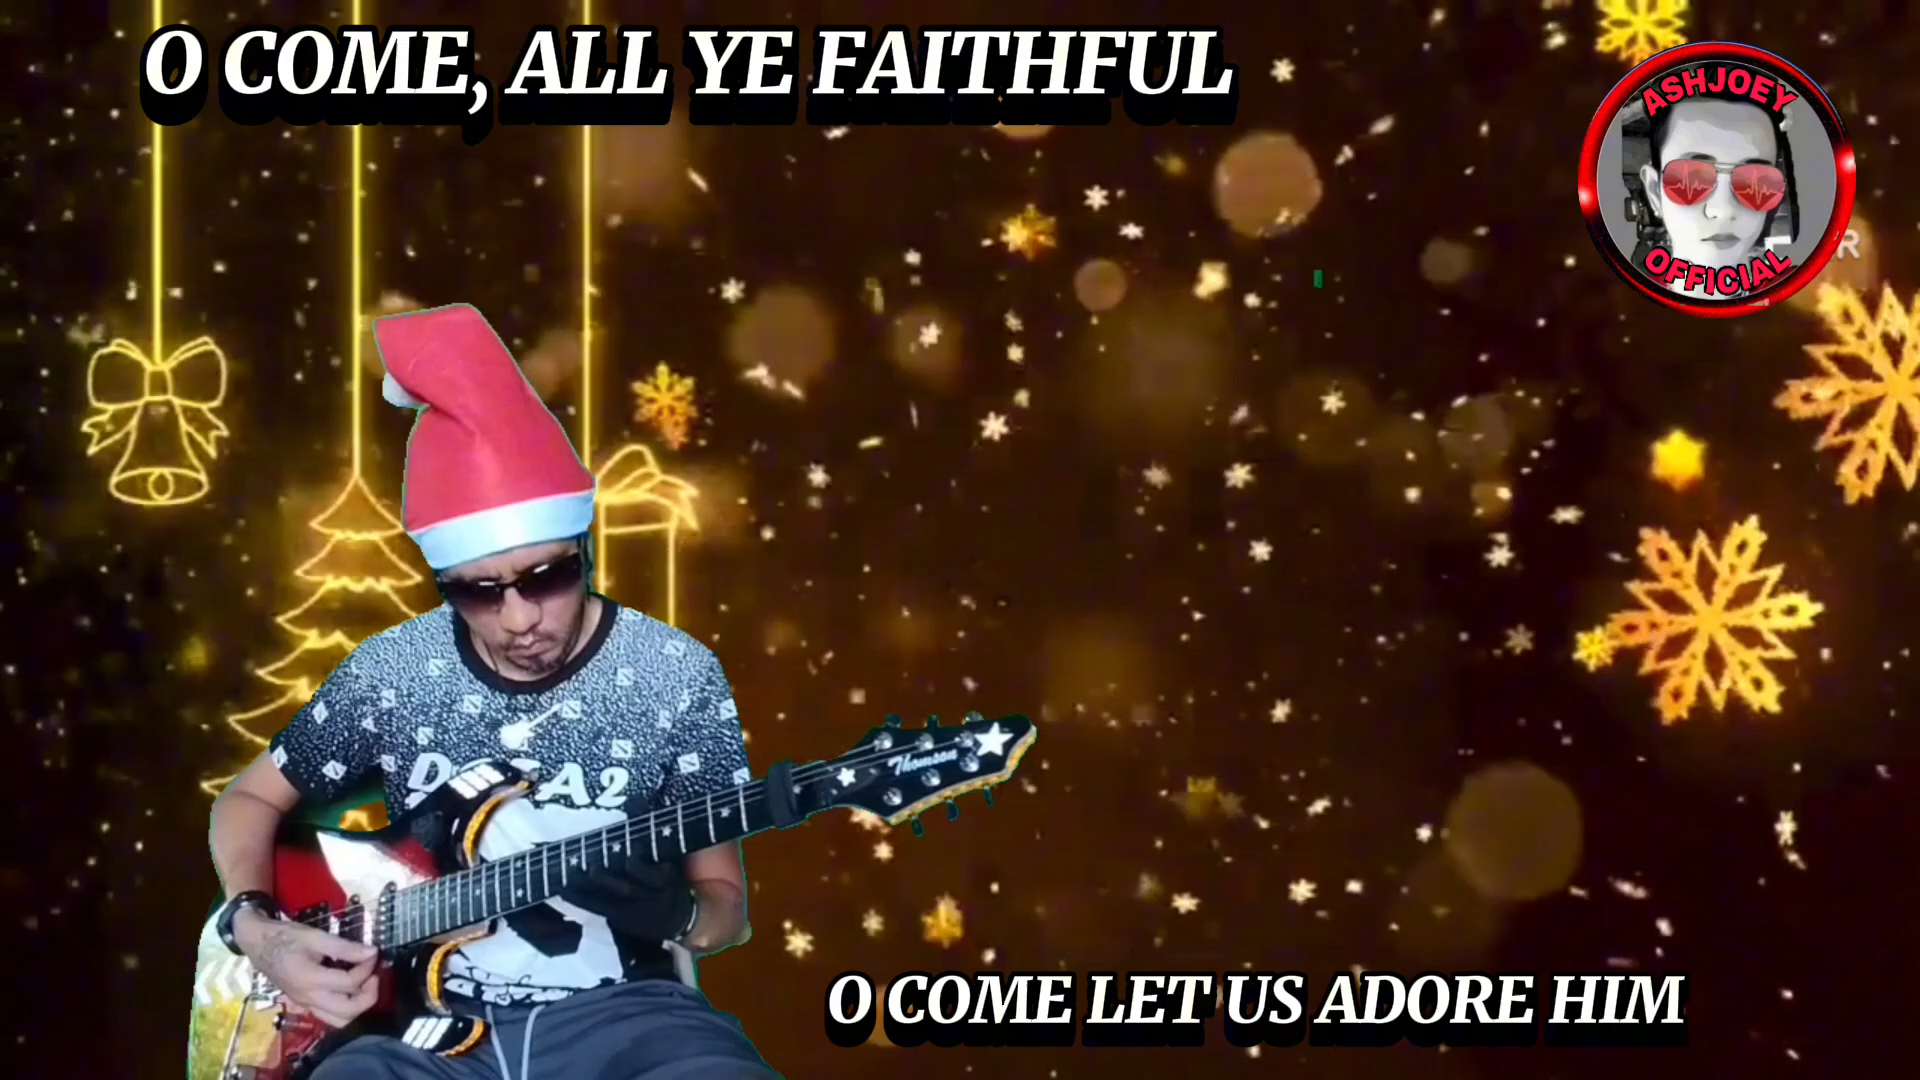 O COME, ALL YE FAITHFUL
ASHJOEY
OFFICIAL
Thomson
O COME LET US ADORE HIM